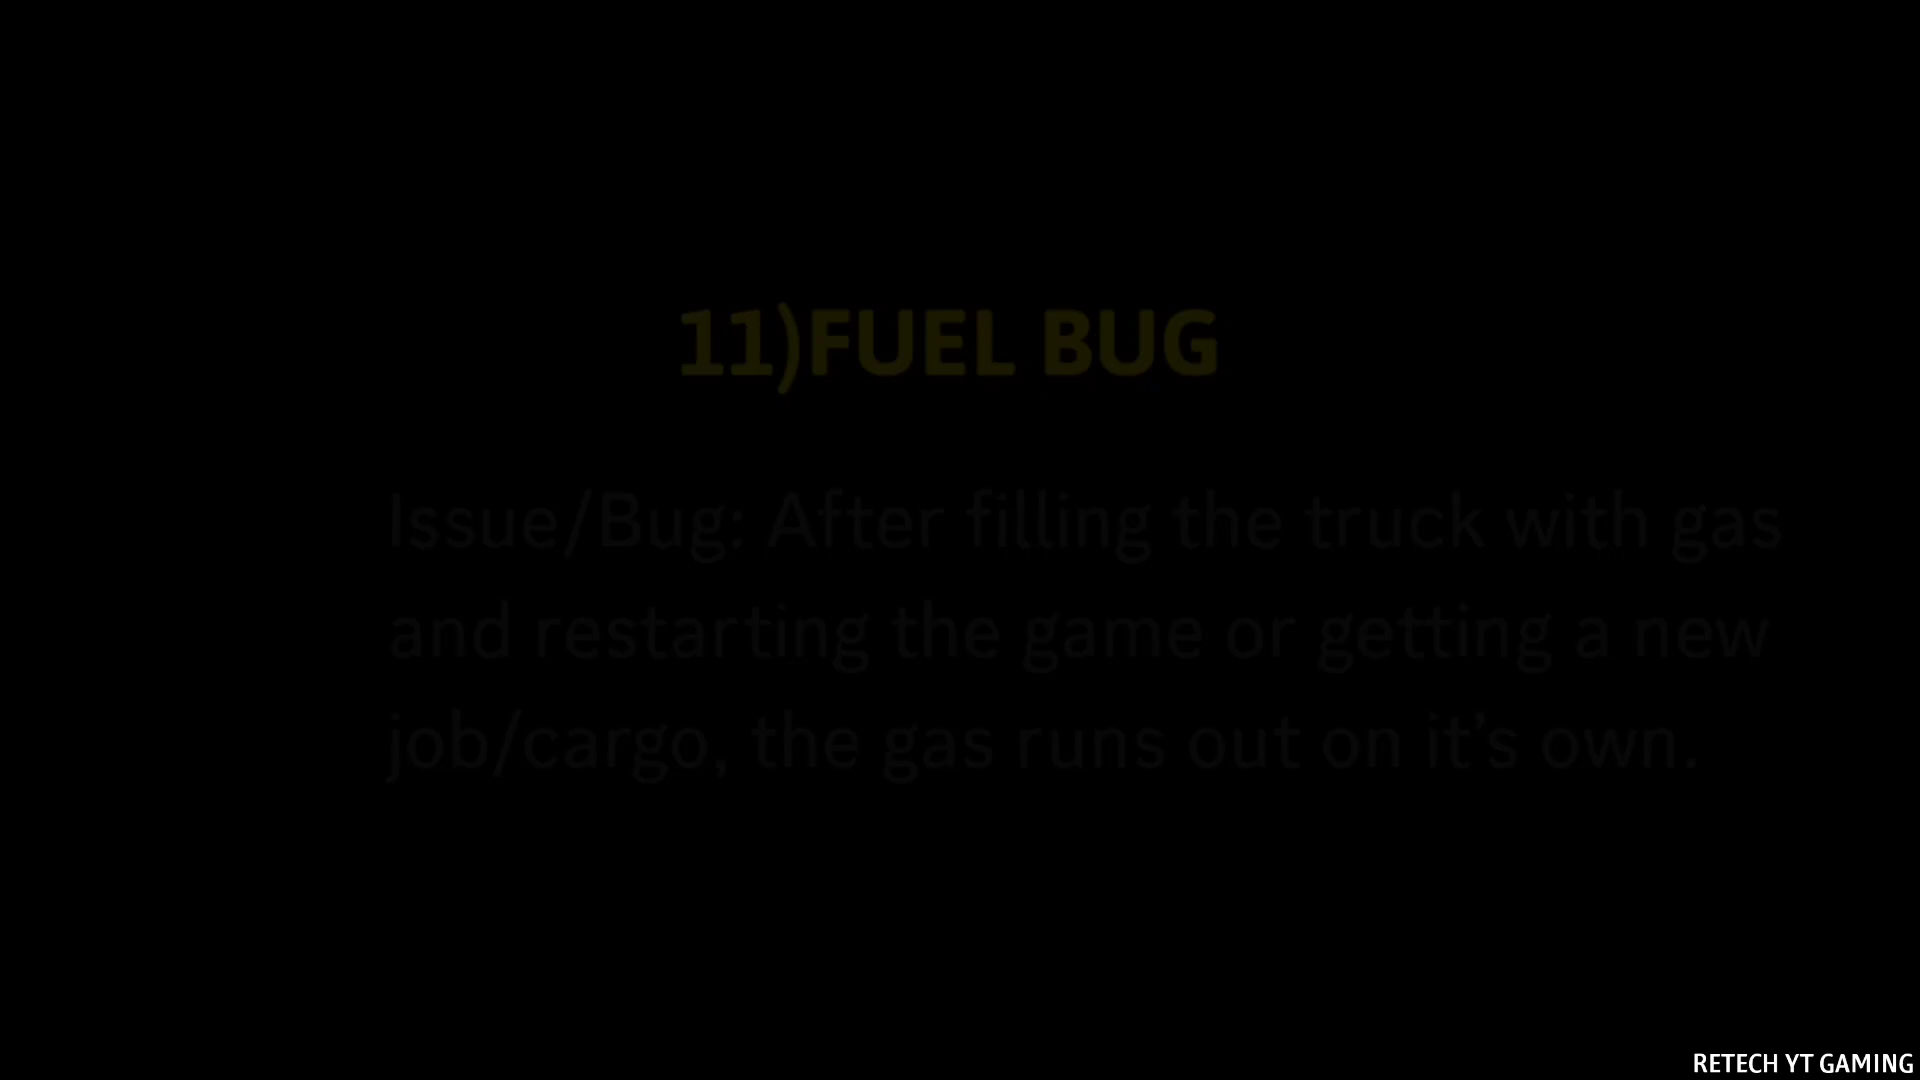 11)FUEL BUG
Issue/Bug: After filling the truck with gas
and restarting the game or getting a new
job/cargo, the gas runs out on it’s own.
RETECH YT GAMING